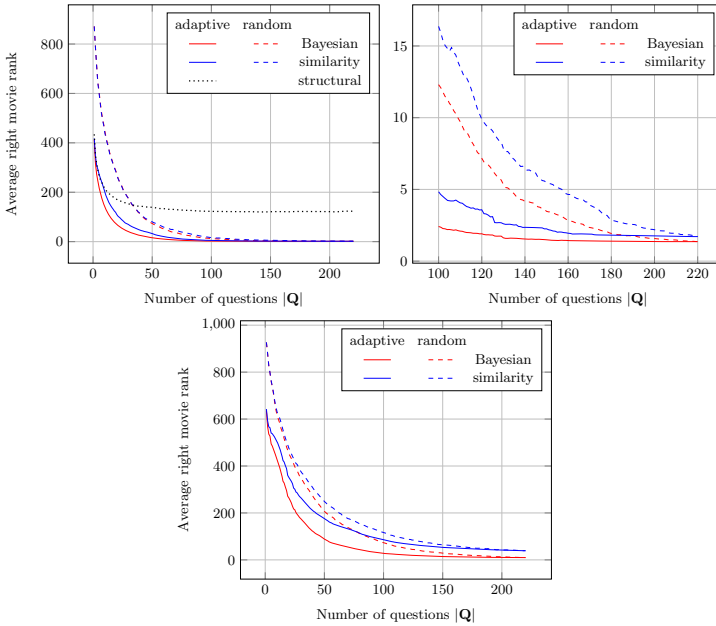 adaptive random
Bayesian
similarity
structural
800
600
400
200
0
0 50 100 150 200
Average right movie rank
Number of questions |Q|
adaptive random
Bayesian
similarity
15
10
5
0
100 120 140 160 180 200 220
Number of questions |Q|
adaptive random
Bayesian
similarity
1,000
800
600
400
200
0
0 50 100 150 200
Average right movie rank
Number of questions |Q|